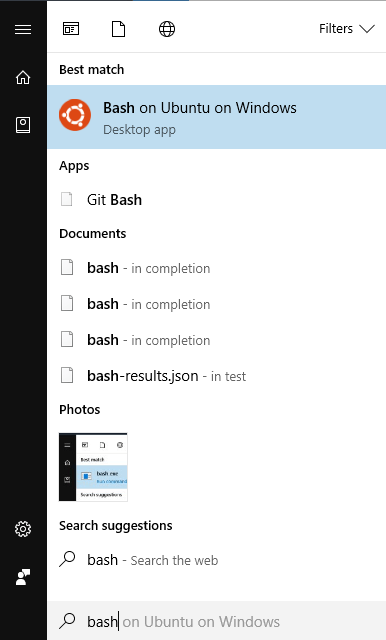 Filters
Best match
Bash on Ubuntu on Windows
Desktop app
Apps
Git Bash
Documents
bash - in completion
bash - in completion
bash - in completion
bash-results.json - in test
Photos
Best match
bash.exe
Run command
Search suggestions
Search suggestions
bash - Search the web
bash on Ubuntu on Windows